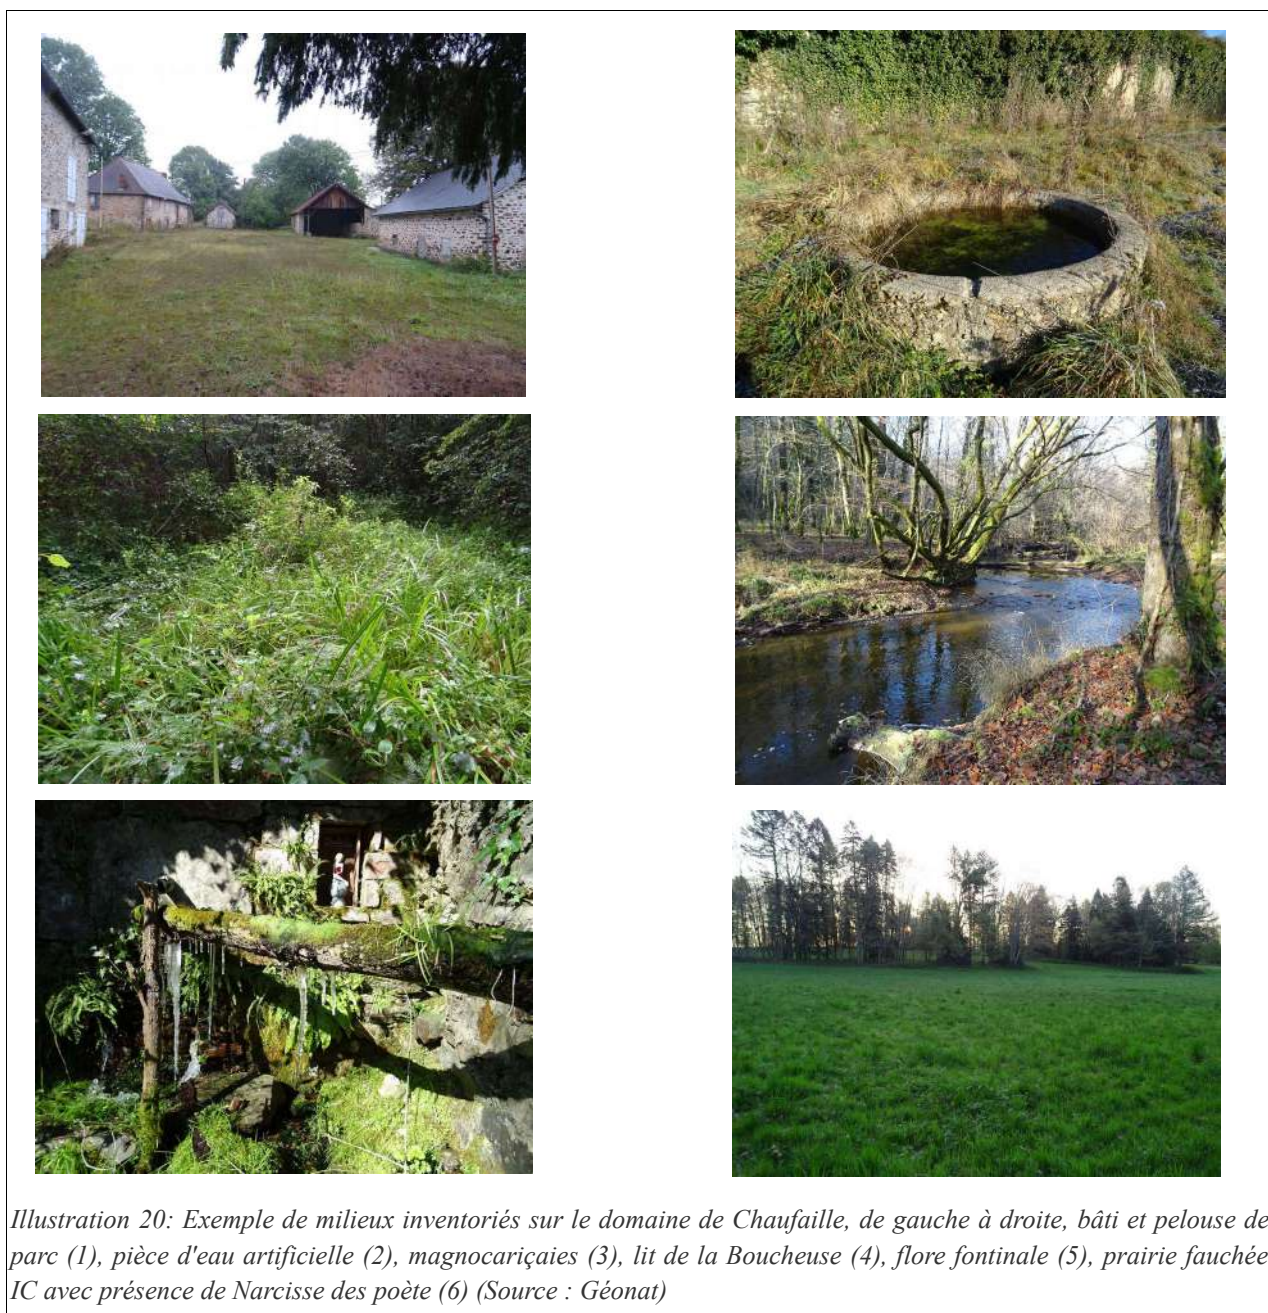 Illustration 20: Exemple de milieux inventoriés sur le domaine de Chaufaille, de gauche à droite, bâti et pelouse de
parc (1), pièce d'eau artificielle (2), magnocariçaies (3), lit de la Boucheuse (4), flore fontinale (5), prairie fauchée
IC avec présence de Narcisse des poète (6) (Source : Géonat)